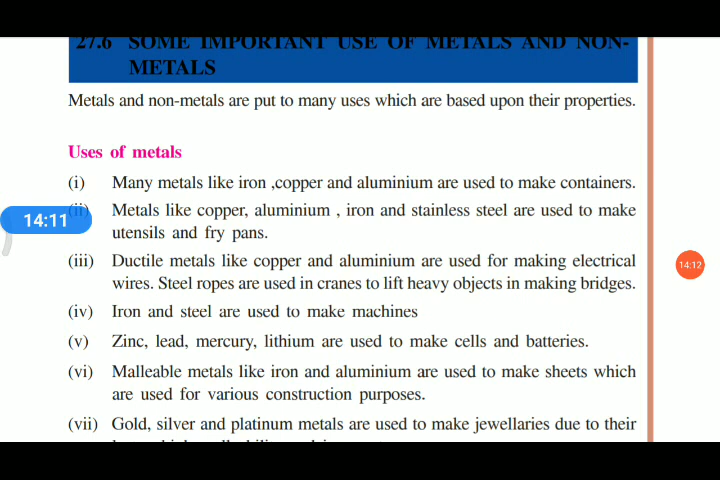 27.6 SOME IMPORTANT USE OF METALS AND NON-
METALS
Metals and non-metals are put to many uses which are based upon their properties.
Uses of metals
(i) Many metals like iron ,copper and aluminium are used to make containers.
(ii) Metals like copper, aluminium , iron and stainless steel are used to make
14:11
utensils and fry pans.
(iii) Ductile metals like copper and aluminium are used for making electrical
14:12
wires. Steel ropes are used in cranes to lift heavy objects in making bridges.
(iv) Iron and steel are used to make machines
(v) Zinc, lead, mercury, lithium are used to make cells and batteries.
(vi) Malleable metals like iron and aluminium are used to make sheets which
are used for various construction purposes.
(vii) Gold, silver and platinum metals are used to make jewellaries due to their